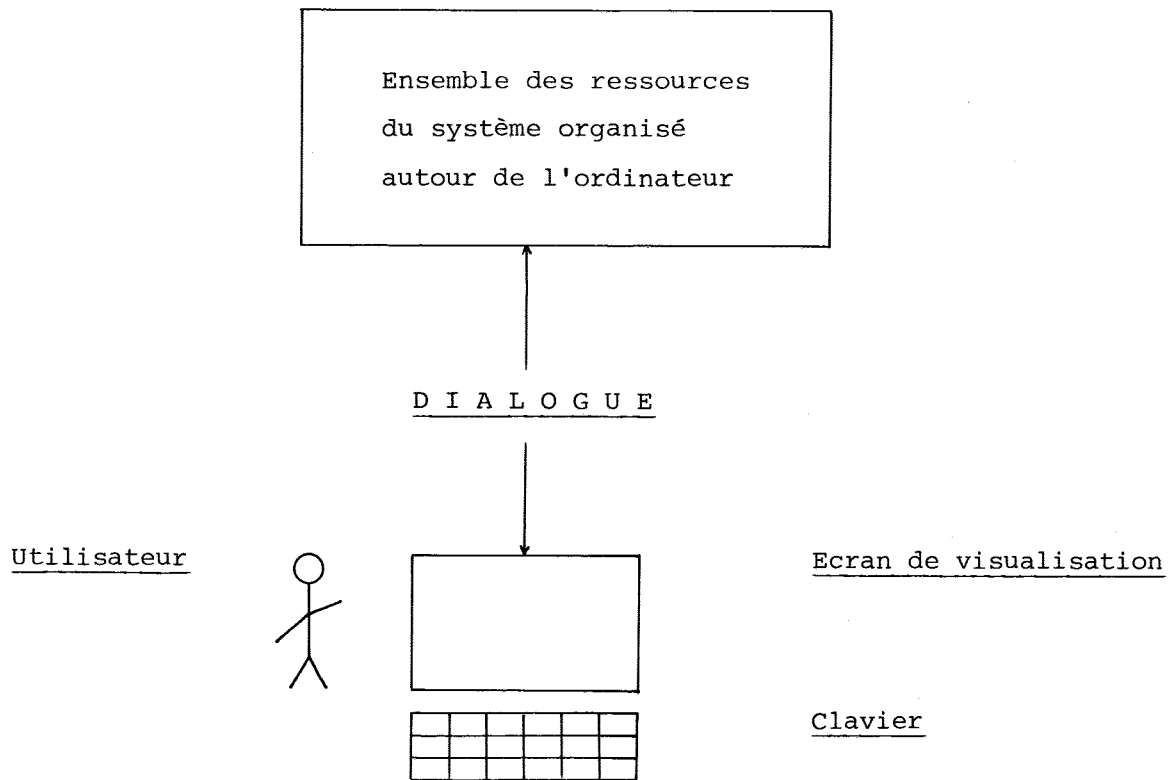 Ensemble des ressources
du système organisé
autour de l'ordinateur
D I A L O G U E
Utilisateur
Ecran de visualisation
Clavier